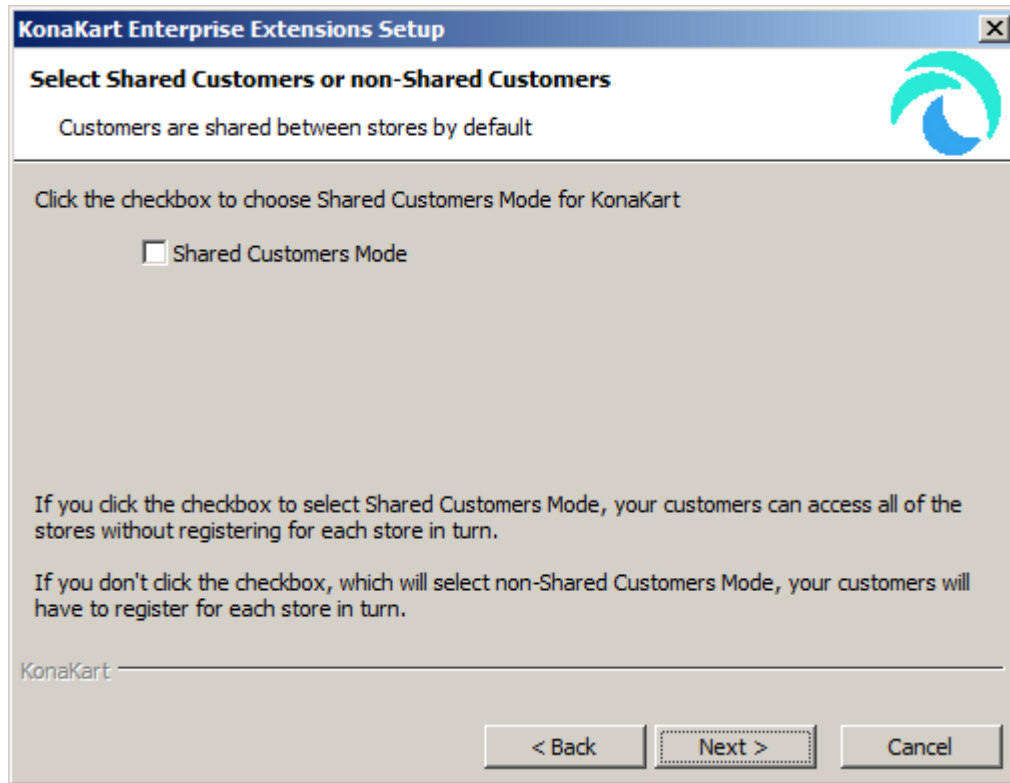 KonaKart Enterprise Extensions Setup
Select Shared Customers or non-Shared Customers
Customers are shared between stores by default
Click the checkbox to choose Shared Customers Mode for KonaKart
Shared Customers Mode
If you click the checkbox to select Shared Customers Mode, your customers can access all of the
stores without registering for each store in turn.
If you don't click the checkbox, which will select non-Shared Customers Mode, your customers will
have to register for each store in turn.
KonaKart
< Back
Next >
Cancel